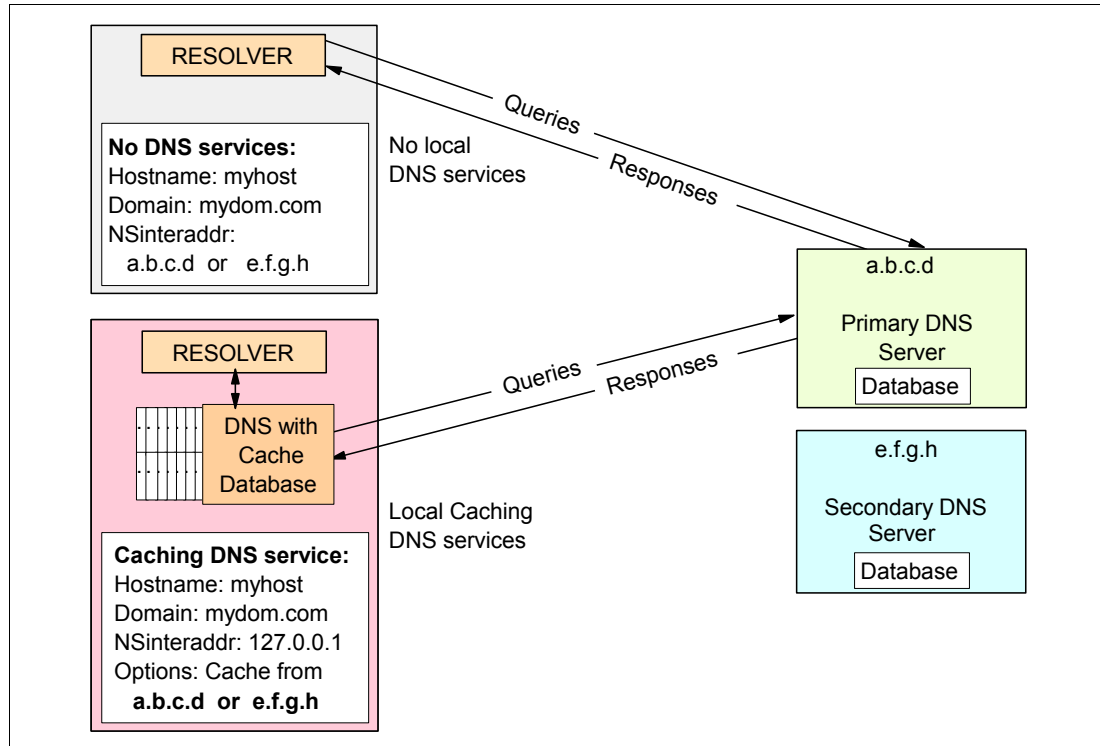 RESOLVER
No DNS services:
Hostname: myhost
Domain: mydom.com
NSinteraddr:
a.b.c.d or e.f.g.h
No local
DNS services
Queries
Responses
a.b.c.d
Primary DNS
Server
Database
RESOLVER
DNS with
Cache
Database
Queries
Responses
Local Caching
DNS services
Caching DNS service:
Hostname: myhost
Domain: mydom.com
NSinteraddr: 127.0.0.1
Options: Cache from
a.b.c.d or e.f.g.h
e.f.g.h
Secondary DNS
Server
Database